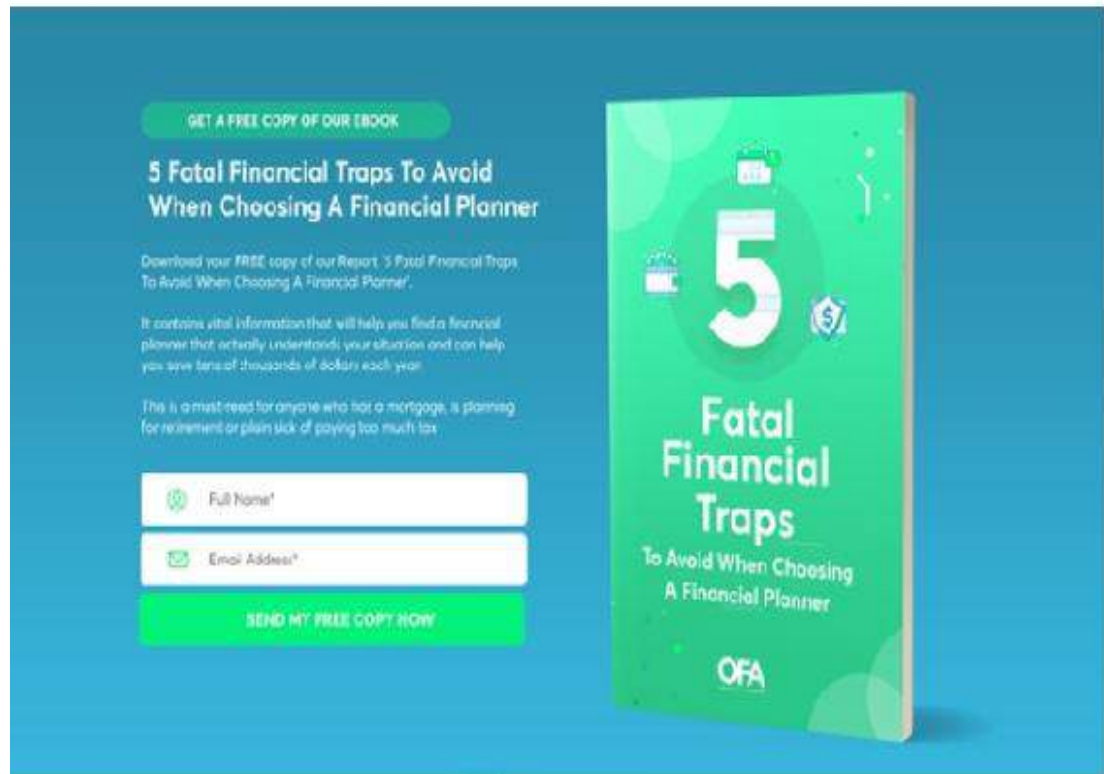 GET A FREE COPY OF OUR EBOOK
5 Fatal Financial Traps To Avoid
When Choosing A Financial Planner
Download your FREE copy of our Report '5 Fatal Financial Traps
To Avoid When Choosing A Financial Planner'.
It contains vital information that will help you find a financial
planner that actually understands your situation and can help
you save tens of thousands of dollars each year.
This is a must-read for anyone who has a mortgage, is planning
for retirement or plain sick of paying too much tax
Full Name*
Email Address*
SEND MY FREE COPY NOW
5
Fatal
Financial
Traps
To Avoid When Choosing
A Financial Planner
OFA